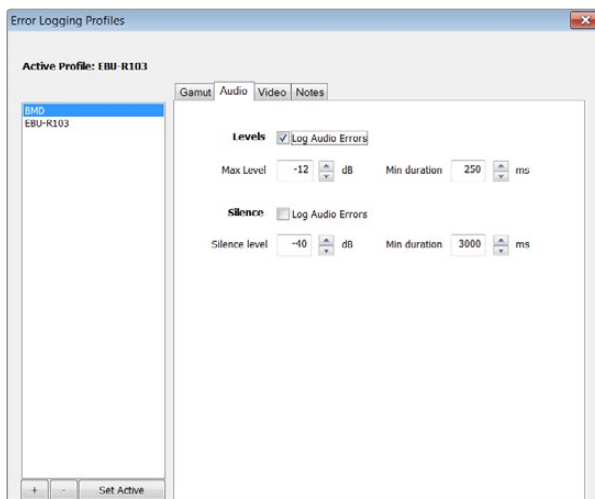 Error Logging Profiles
Active Profile: EBU-R103
Gamut Audio Video Notes
BMD
EBU-R103
Levels Log Audio Errors
Max Level -12 dB Min duration 250 ms
Silence Log Audio Errors
Silence level -40 dB Min duration 3000 ms
+ - Set Active